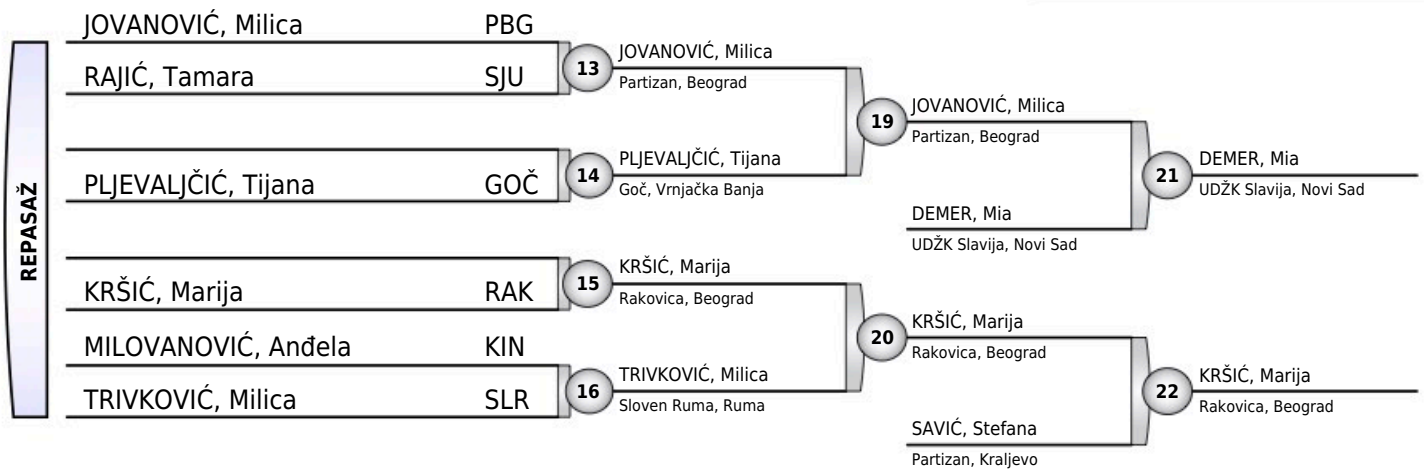 REPASAŽ
JOVANOVIĆ, Milica PBG
RAJIĆ, Tamara SJU
PLJEVALJČIĆ, Tijana GOČ
KRŠIĆ, Marija RAK
MILOVANOVIĆ, Anđela KIN
TRIVKOVIĆ, Milica SLR
13
JOVANOVIĆ, Milica
Partizan, Beograd
14
PLJEVALJČIĆ, Tijana
Goč, Vrnjačka Banja
15
KRŠIĆ, Marija
Rakovica, Beograd
16
TRIVKOVIĆ, Milica
Sloven Ruma, Ruma
19
JOVANOVIĆ, Milica
Partizan, Beograd
DEMER, Mia
UDŽK Slavija, Novi Sad
20
KRŠIĆ, Marija
Rakovica, Beograd
SAVIĆ, Stefana
Partizan, Kraljevo
21
DEMER, Mia
UDŽK Slavija, Novi Sad
22
KRŠIĆ, Marija
Rakovica, Beograd